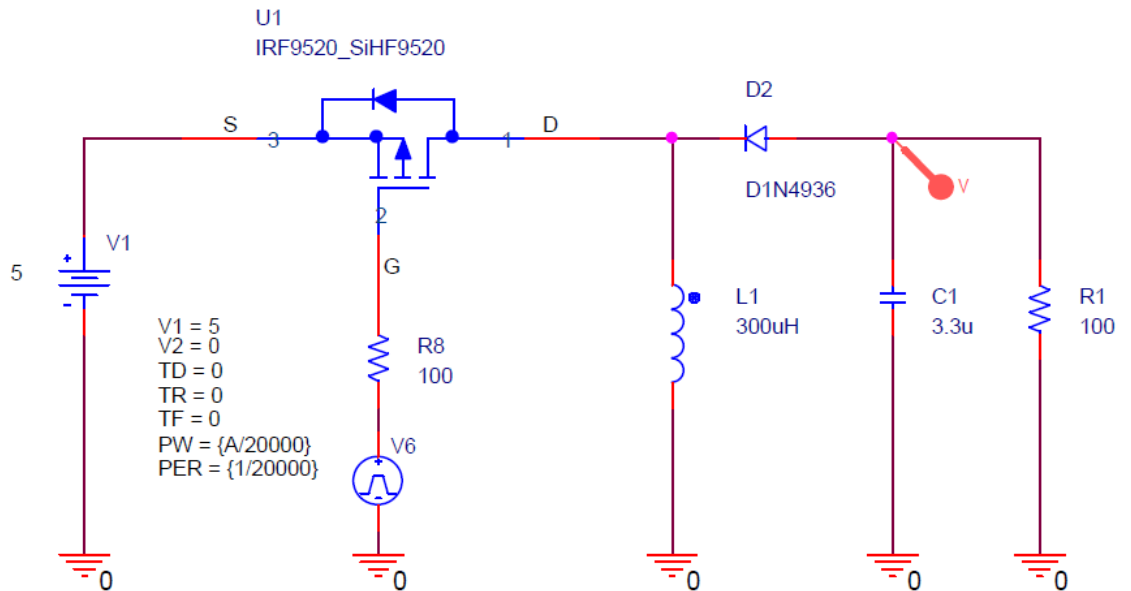 U1
IRF9520_SiHF9520
D2
S
3
1
D
D1N4936
V
2
V1
G
5
L1
300uH
C1
3.3u
R1
100
V1 = 5
V2 = 0
TD = 0
TR = 0
TF = 0
PW = {A/20000}
PER = {1/20000}
R8
100
V6
0
0
0
0
0